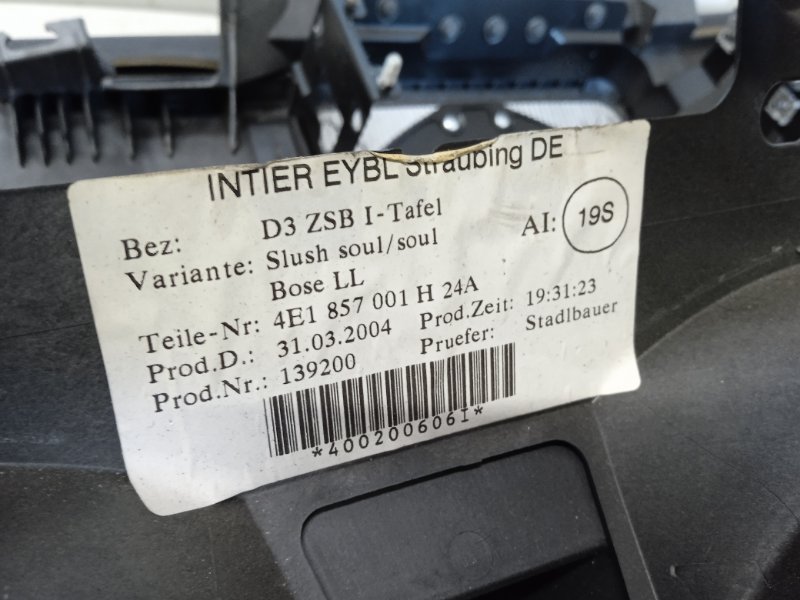 INTIER EYBL Straubing DE
Bez: D3 ZSB I-Tafel
AI: 19S
Variante: Slush soul/soul
Bose LL
Teile-Nr: 4E1 857 001 H 24A
Prod.D.: 31.03.2004 Prod.Zeit: 19:31:23
Prod.Nr.: 139200 Pruefer: Stadlbauer
*400200606I*